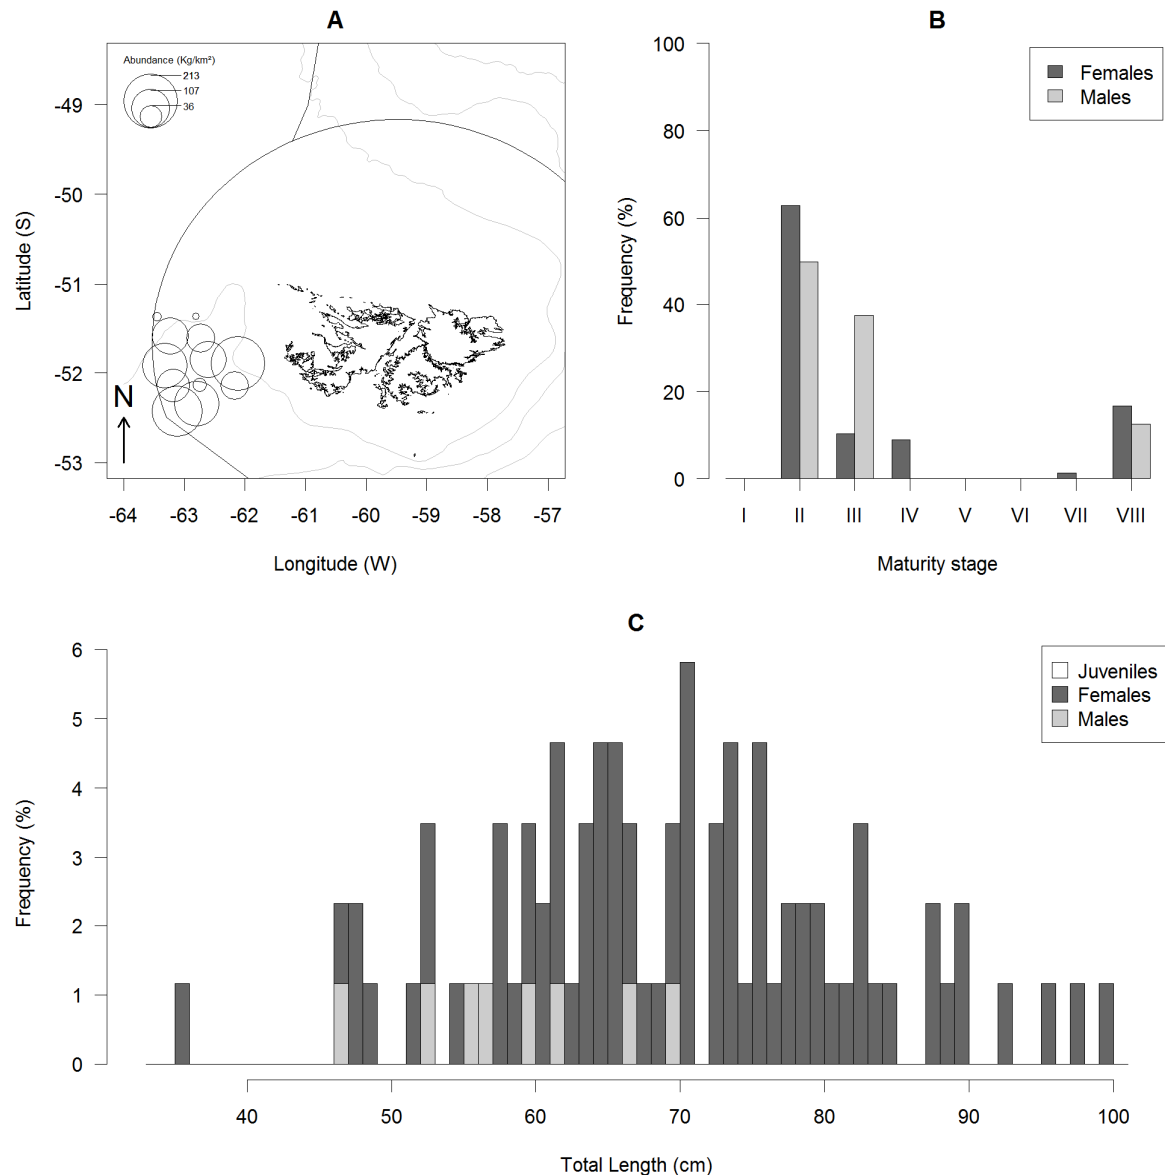 A
Abundance (Kg/km²)
213
107
36
-49
-50
-51
-52
-53
Latitude (S)
N
-64 -63 -62 -61 -60 -59 -58 -57
Longitude (W)
B
100
80
60
40
20
0
Frequency (%)
Females
Males
I II III IV V VI VII VIII
Maturity stage
C
6
5
4
3
2
1
0
Frequency (%)
Juveniles
Females
Males
40 50 60 70 80 90 100
Total Length (cm)